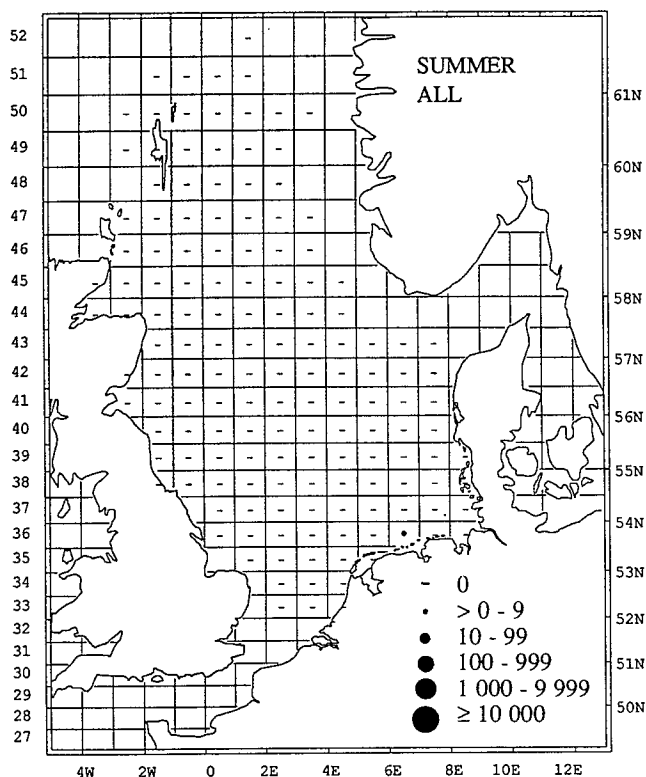 SUMMER
ALL
52
51
50
49
48
47
46
45
44
43
42
41
40
39
38
37
36
35
34
33
32
31
30
29
28
27
61N
60N
59N
58N
57N
56N
55N
54N
53N
52N
51N
50N
- 0
> 0 - 9
10 - 99
100 - 999
1 000 - 9 999
≥ 10 000
4W 2W 0 2E 4E 6E 8E 10E 12E